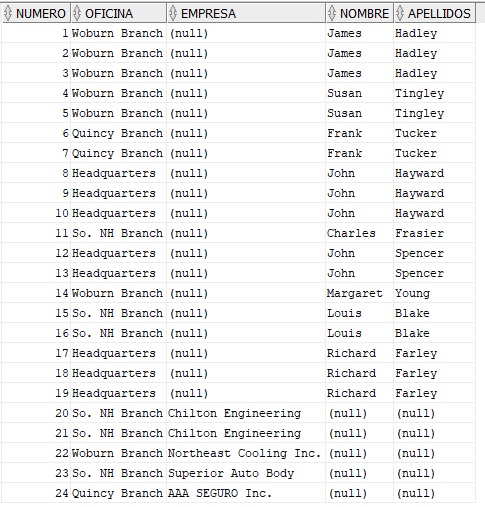 NUMERO OFICINA EMPRESA NOMBRE APELLIDOS
1 Woburn Branch (null) James Hadley
2 Woburn Branch (null) James Hadley
3 Woburn Branch (null) James Hadley
4 Woburn Branch (null) Susan Tingley
5 Woburn Branch (null) Susan Tingley
6 Quincy Branch (null) Frank Tucker
7 Quincy Branch (null) Frank Tucker
8 Headquarters (null) John Hayward
9 Headquarters (null) John Hayward
10 Headquarters (null) John Hayward
11 So. NH Branch (null) Charles Frasier
12 Headquarters (null) John Spencer
13 Headquarters (null) John Spencer
14 Woburn Branch (null) Margaret Young
15 So. NH Branch (null) Louis Blake
16 So. NH Branch (null) Louis Blake
17 Headquarters (null) Richard Farley
18 Headquarters (null) Richard Farley
19 Headquarters (null) Richard Farley
20 So. NH Branch Chilton Engineering (null) (null)
21 So. NH Branch Chilton Engineering (null) (null)
22 Woburn Branch Northeast Cooling Inc. (null) (null)
23 So. NH Branch Superior Auto Body (null) (null)
24 Quincy Branch AAA SEGURO Inc. (null) (null)